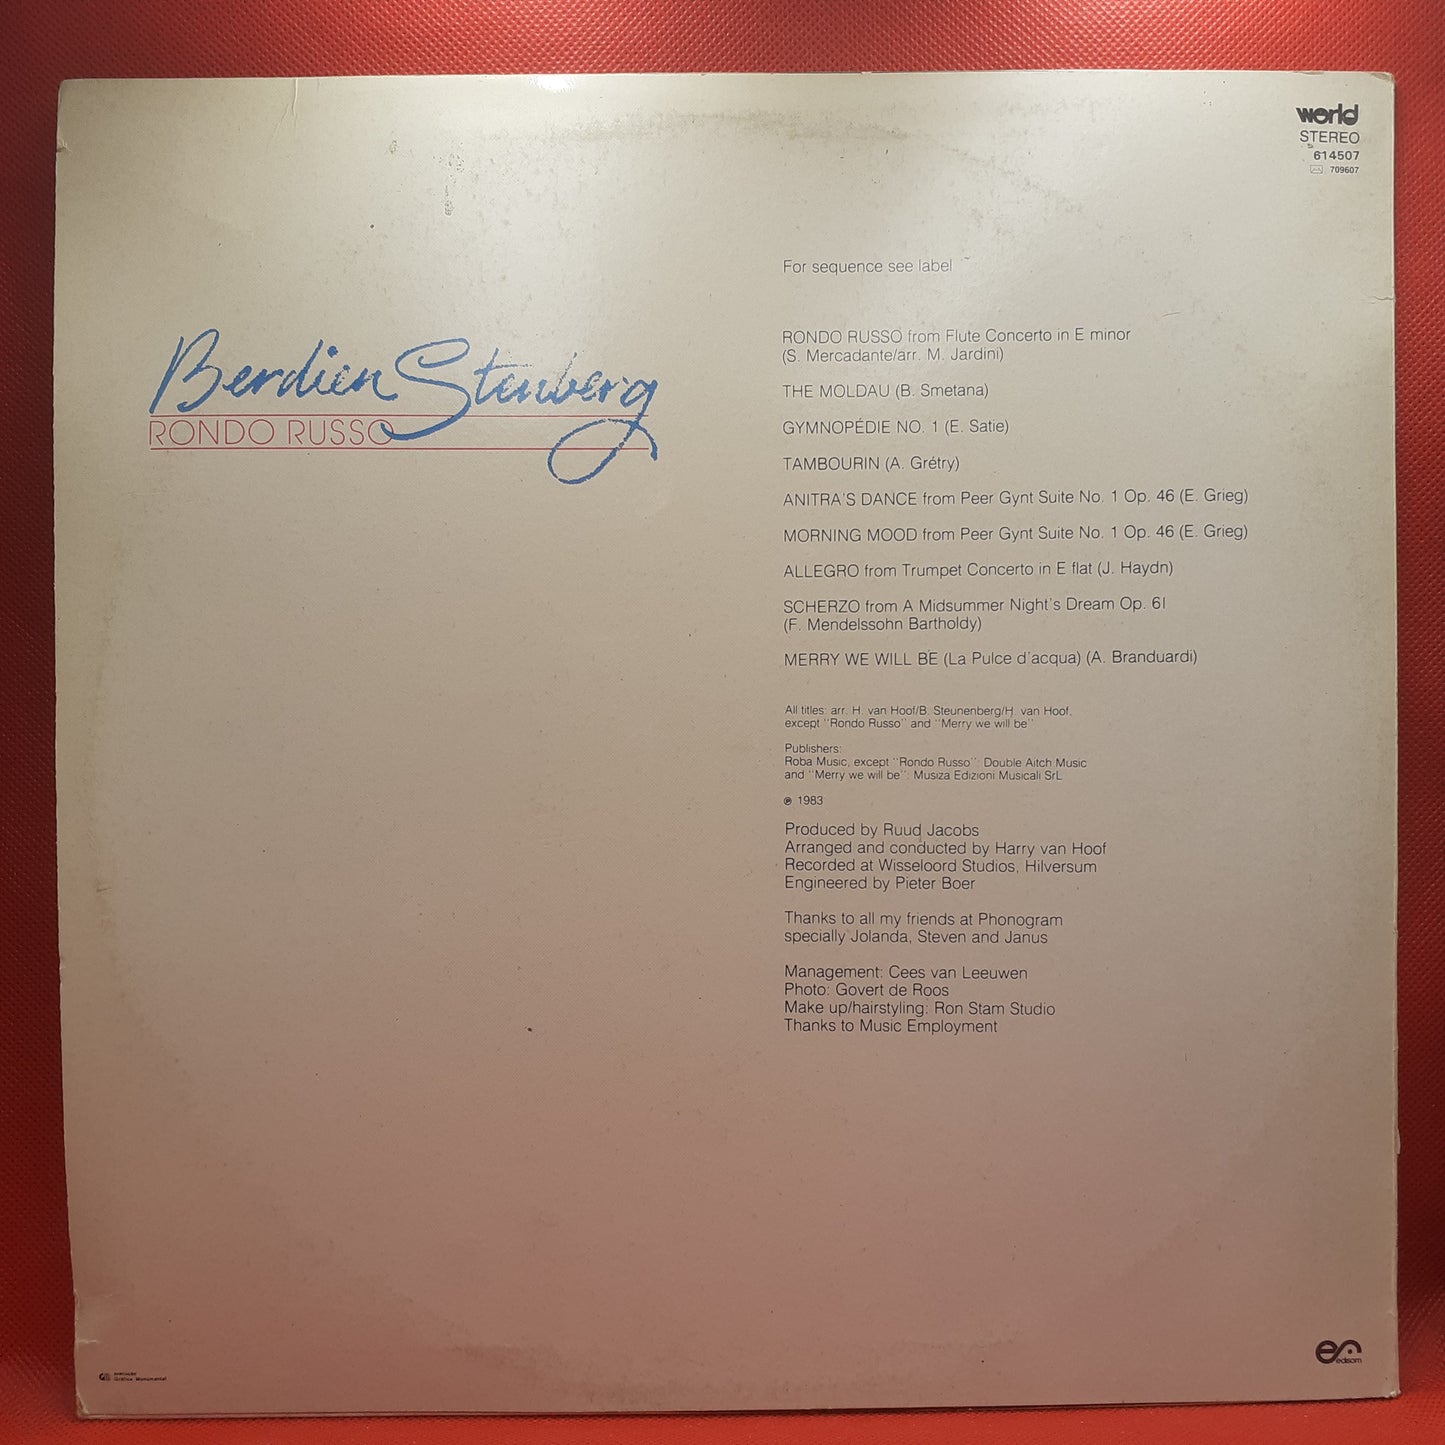 world
STEREO
614507
709607
For sequence see label
Berdien Stenberg
RONDO RUSSO
RONDO RUSSO from Flute Concerto in E minor
(S. Mercadante/arr. M. Jardini)
THE MOLDAU (B. Smetana)
GYMNOPÉDIE NO. 1 (E. Satie)
TAMBOURIN (A. Grétry)
ANITRA'S DANCE from Peer Gynt Suite No. 1 Op. 46 (E. Grieg)
MORNING MOOD from Peer Gynt Suite No. 1 Op. 46 (E. Grieg)
ALLEGRO from Trumpet Concerto in E flat (J. Haydn)
SCHERZO from A Midsummer Night's Dream Op. 61
(F. Mendelssohn Bartholdy)
MERRY WE WILL BE (La Pulce d'acqua) (A. Branduardi)
All titles: arr. H. van Hoof/B. Steunenberg/H. van Hoof,
except "Rondo Russo" and "Merry we will be"
Publishers:
Roba Music, except "Rondo Russo": Double Aitch Music
and "Merry we will be": Musiza Edizioni Musicali SrL
℗ 1983
Produced by Ruud Jacobs
Arranged and conducted by Harry van Hoof
Recorded at Wisseloord Studios, Hilversum
Engineered by Pieter Boer
Thanks to all my friends at Phonogram
specially Jolanda, Steven and Janus
Management: Cees van Leeuwen
Photo: Govert de Roos
Make up/hairstyling: Ron Stam Studio
Thanks to Music Employment
edisom
Gráfica Monumental